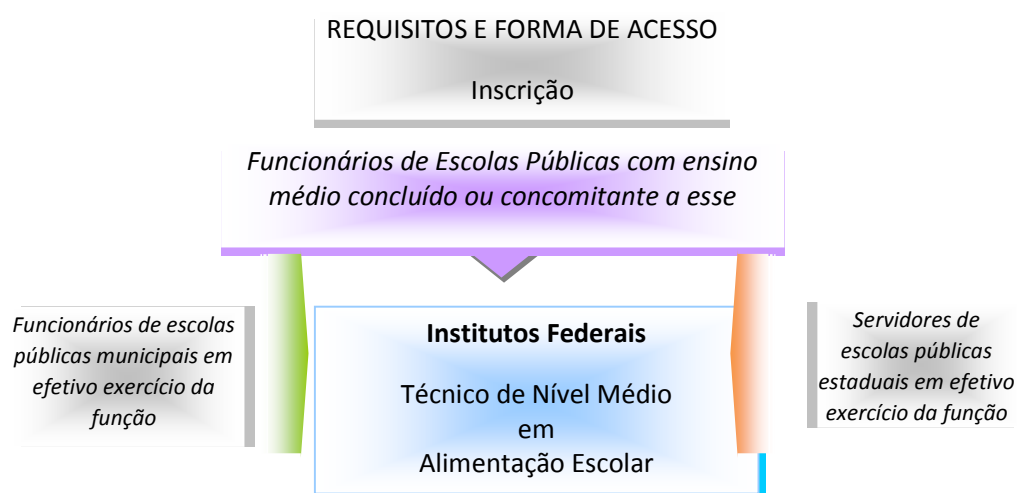 REQUISITOS E FORMA DE ACESSO
Inscrição
Funcionários de Escolas Públicas com ensino
médio concluído ou concomitante a esse
Funcionários de escolas
públicas municipais em
efetivo exercício da
função
Institutos Federais
Técnico de Nível Médio
em
Alimentação Escolar
Servidores de
escolas públicas
estaduais em efetivo
exercício da função